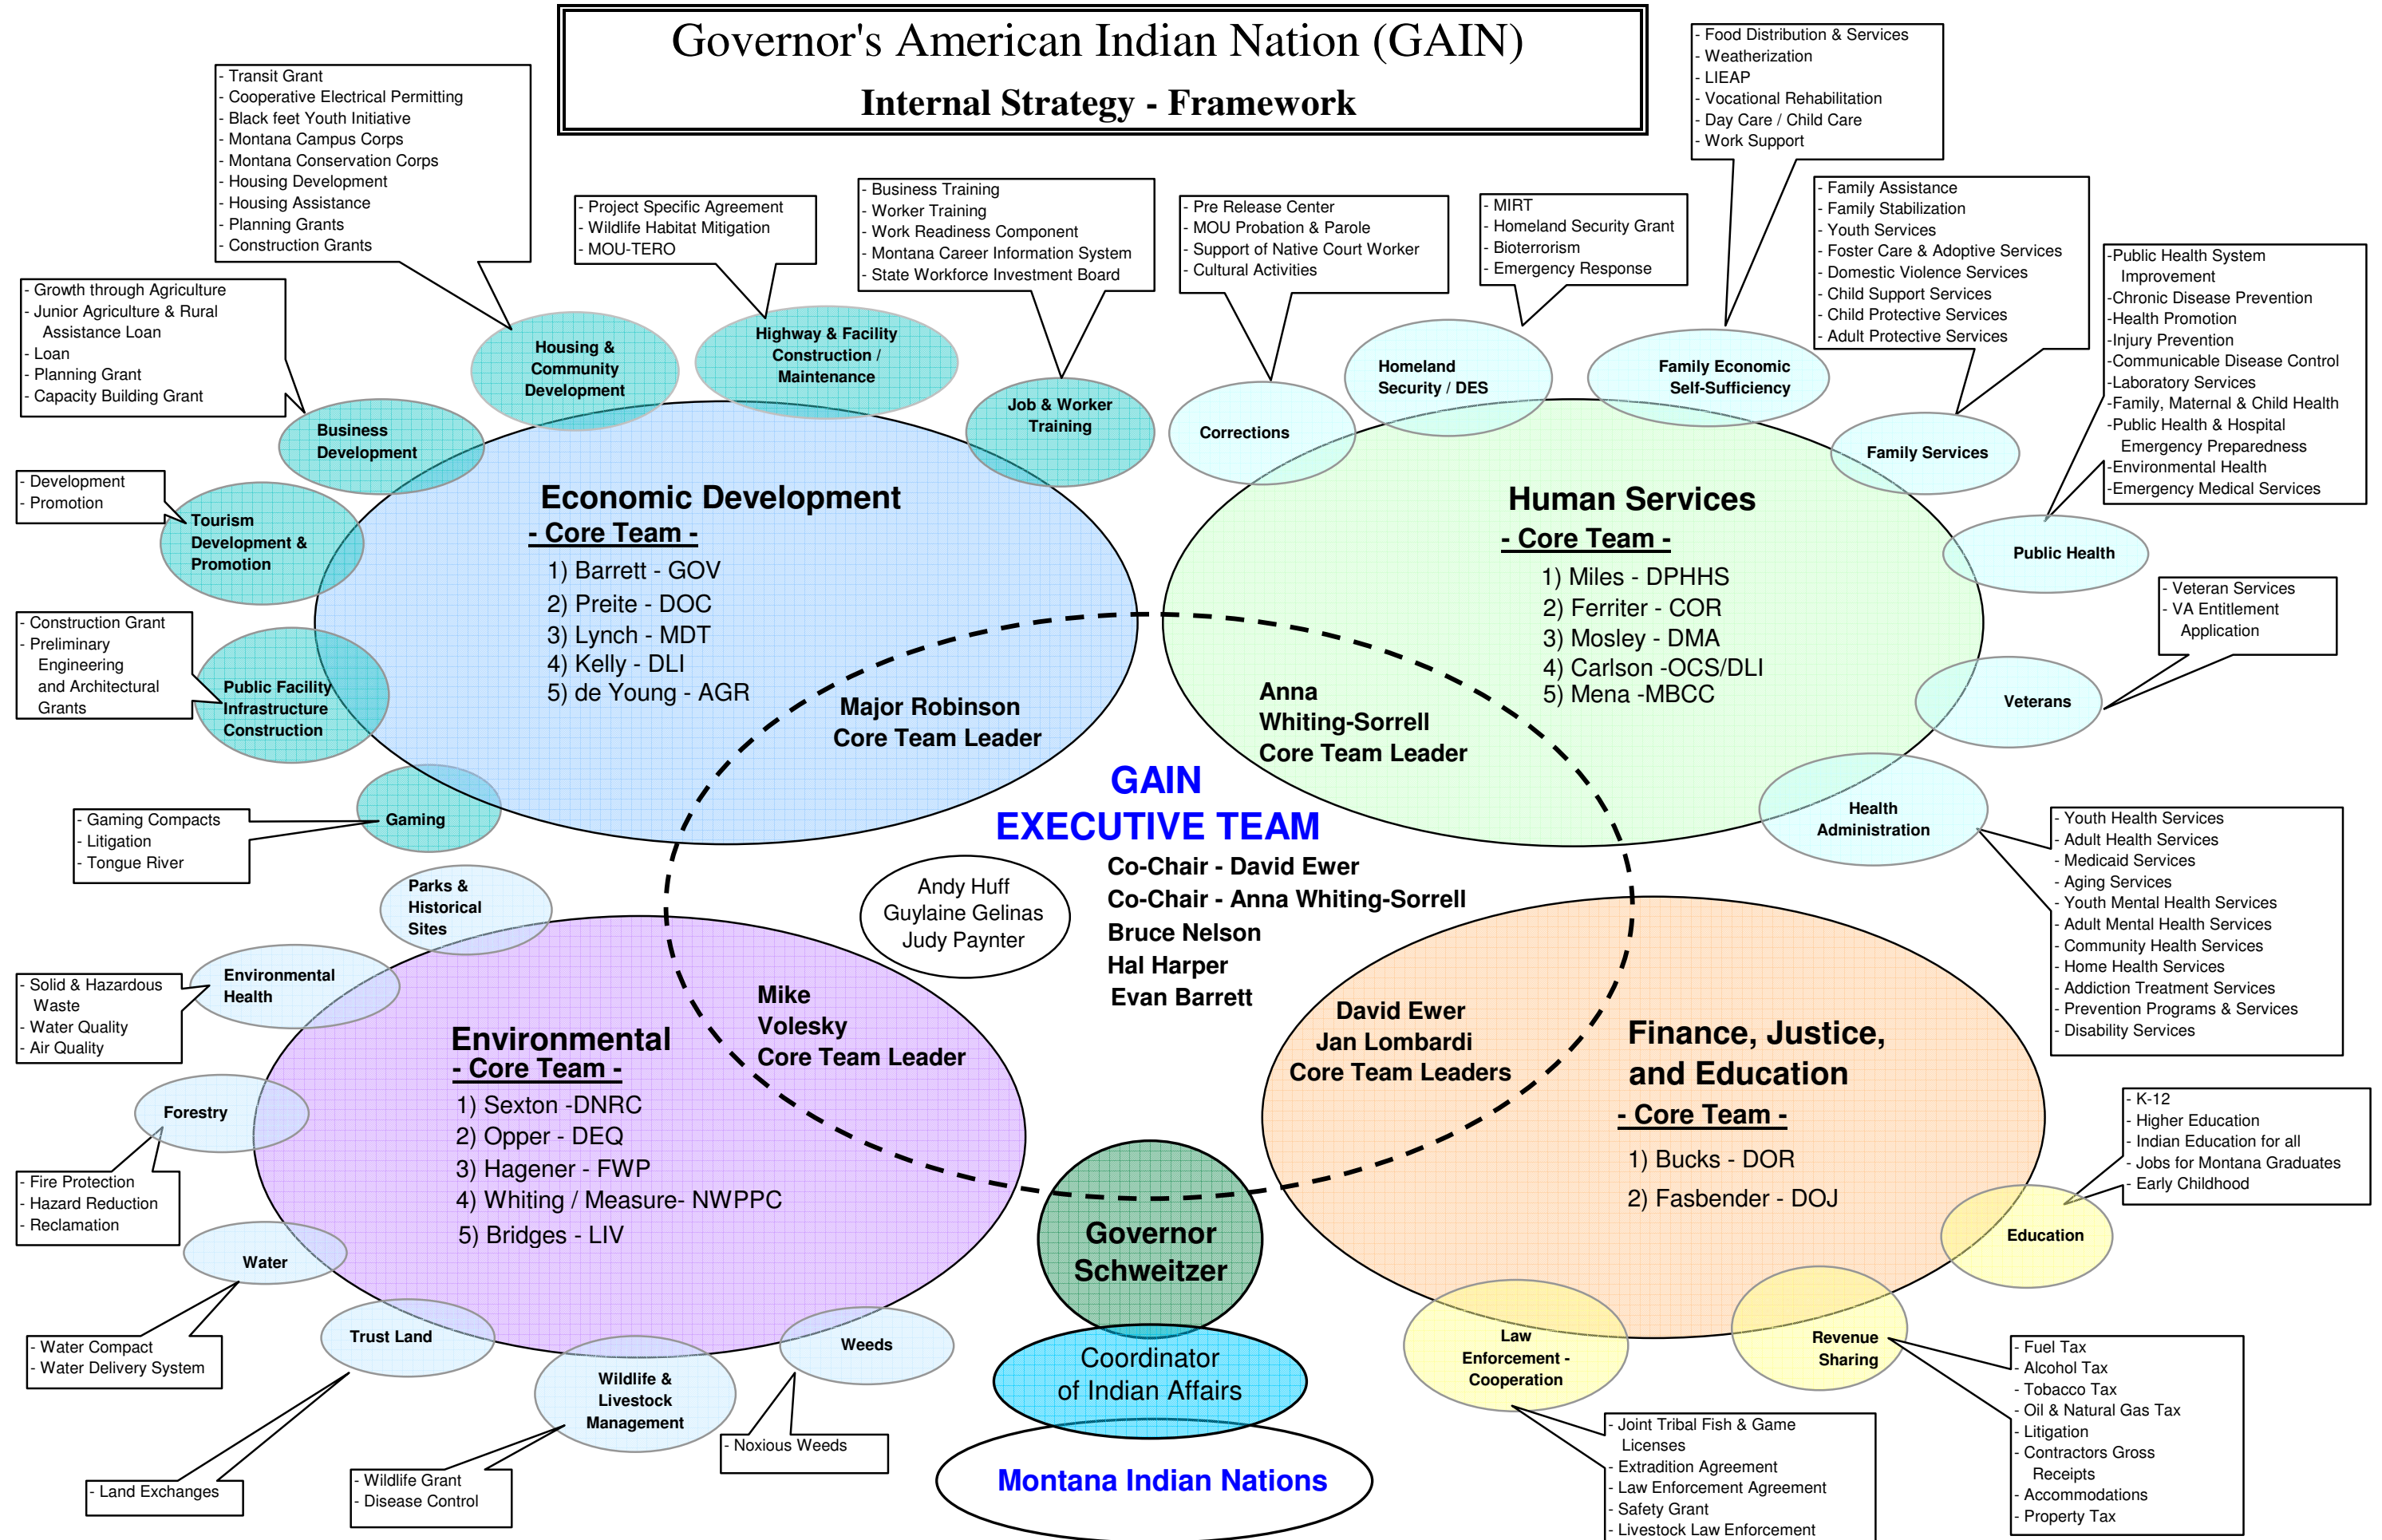 Governor's American Indian Nation (GAIN)
Internal Strategy - Framework
- Transit Grant
- Cooperative Electrical Permitting
- Black feet Youth Initiative
- Montana Campus Corps
- Montana Conservation Corps
- Housing Development
- Housing Assistance
- Planning Grants
- Construction Grants
- Project Specific Agreement
- Wildlife Habitat Mitigation
- MOU-TERO
- Business Training
- Worker Training
- Work Readiness Component
- Montana Career Information System
- State Workforce Investment Board
- Pre Release Center
- MOU Probation & Parole
- Support of Native Court Worker
- Cultural Activities
- MIRT
- Homeland Security Grant
- Bioterrorism
- Emergency Response
- Food Distribution & Services
- Weatherization
- LIEAP
- Vocational Rehabilitation
- Day Care / Child Care
- Work Support
- Family Assistance
- Family Stabilization
- Youth Services
- Foster Care & Adoptive Services
- Domestic Violence Services
- Child Support Services
- Child Protective Services
- Adult Protective Services
-Public Health System
Improvement
-Chronic Disease Prevention
-Health Promotion
-Injury Prevention
-Communicable Disease Control
-Laboratory Services
-Family, Maternal & Child Health
-Public Health & Hospital
Emergency Preparedness
-Environmental Health
-Emergency Medical Services
- Growth through Agriculture
- Junior Agriculture & Rural
Assistance Loan
- Loan
- Planning Grant
- Capacity Building Grant
Housing &
Community
Development
Highway & Facility
Construction /
Maintenance
Job & Worker
Training
Corrections
Homeland
Security / DES
Family Economic
Self-Sufficiency
Family Services
Public Health
Business
Development
- Development
- Promotion
Tourism
Development &
Promotion
- Construction Grant
- Preliminary
Engineering
and Architectural
Grants
Public Facility
Infrastructure
Construction
- Gaming Compacts
- Litigation
- Tongue River
Gaming
Economic Development
- Core Team -
1) Barrett - GOV
2) Preite - DOC
3) Lynch - MDT
4) Kelly - DLI
5) de Young - AGR
Major Robinson
Core Team Leader
Human Services
- Core Team -
1) Miles - DPHHS
2) Ferriter - COR
3) Mosley - DMA
4) Carlson -OCS/DLI
5) Mena -MBCC
Anna
Whiting-Sorrell
Core Team Leader
- Veteran Services
- VA Entitlement
Application
Veterans
Health
Administration
- Youth Health Services
- Adult Health Services
- Medicaid Services
- Aging Services
- Youth Mental Health Services
- Adult Mental Health Services
- Community Health Services
- Home Health Services
- Addiction Treatment Services
- Prevention Programs & Services
- Disability Services
GAIN
EXECUTIVE TEAM
Co-Chair - David Ewer
Co-Chair - Anna Whiting-Sorrell
Bruce Nelson
Hal Harper
Evan Barrett
Andy Huff
Guylaine Gelinas
Judy Paynter
Parks &
Historical
Sites
Environmental
Health
- Solid & Hazardous
Waste
- Water Quality
- Air Quality
Forestry
- Fire Protection
- Hazard Reduction
- Reclamation
Water
- Water Compact
- Water Delivery System
Trust Land
- Land Exchanges
Wildlife &
Livestock
Management
- Wildlife Grant
- Disease Control
Weeds
- Noxious Weeds
Environmental
- Core Team -
1) Sexton -DNRC
2) Opper - DEQ
3) Hagener - FWP
4) Whiting / Measure- NWPPC
5) Bridges - LIV
Mike
Volesky
Core Team Leader
David Ewer
Jan Lombardi
Core Team Leaders
Finance, Justice,
and Education
- Core Team -
1) Bucks - DOR
2) Fasbender - DOJ
- K-12
- Higher Education
- Indian Education for all
- Jobs for Montana Graduates
- Early Childhood
Education
Revenue
Sharing
- Fuel Tax
- Alcohol Tax
- Tobacco Tax
- Oil & Natural Gas Tax
- Litigation
- Contractors Gross
Receipts
- Accommodations
- Property Tax
Law
Enforcement -
Cooperation
- Joint Tribal Fish & Game
Licenses
- Extradition Agreement
- Law Enforcement Agreement
- Safety Grant
- Livestock Law Enforcement
Governor
Schweitzer
Coordinator
of Indian Affairs
Montana Indian Nations